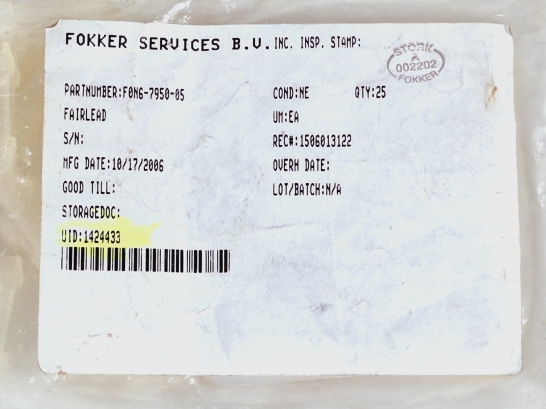 FOKKER SERVICES B.V. INC. INSP. STAMP:
STORK
A
002202
FOKKER
PARTNUMBER:F0N6-7950-05 COND:NE QTY:25
FAIRLEAD UM:EA
S/N: REC#:1506013122
MFG DATE:10/17/2006 OVERH DATE:
GOOD TILL: LOT/BATCH:N/A
STORAGEDOC:
UID:1424433